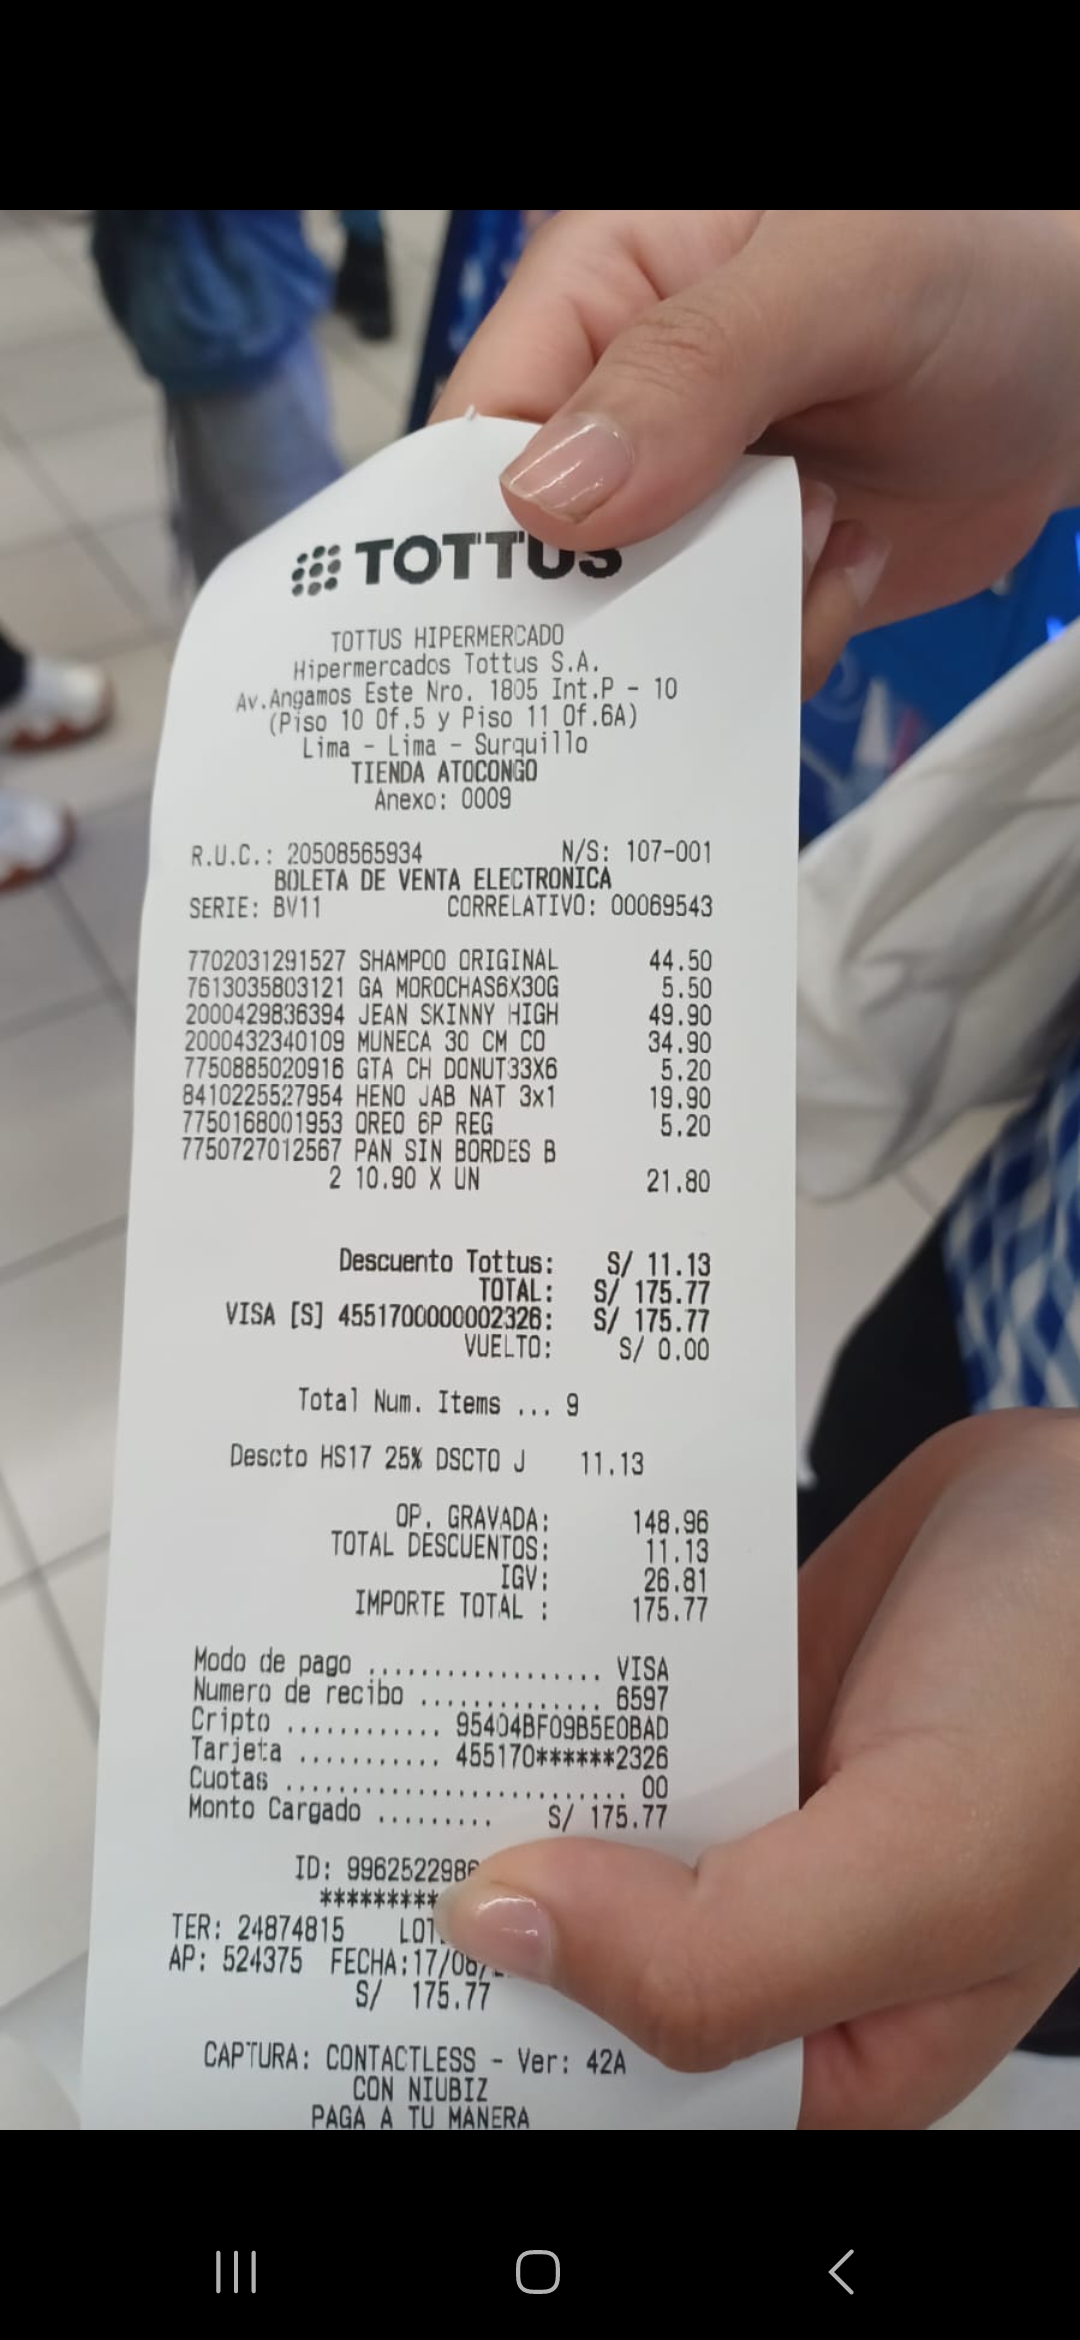 TOTTUS
TOTTUS HIPERMERCADO
Hipermercados Tottus S.A.
Av.Angamos Este Nro. 1805 Int.P - 10
(Piso 10 Of.5 y Piso 11 Of.6A)
Lima - Lima - Surquillo
TIENDA ATOCONGO
Anexo: 0009
R.U.C.: 20508565934 N/S: 107-001
BOLETA DE VENTA ELECTRONICA
SERIE: BV11 CORRELATIVO: 00069543
7702031291527 SHAMPOO ORIGINAL 44.50
7613035803121 GA MOROCHAS6X30G 5.50
2000429836394 JEAN SKINNY HIGH 49.90
2000432340109 MUNECA 30 CM CO 34.90
7750885020916 GTA CH DONUT33X6 5.20
8410225527954 HENO JAB NAT 3x1 19.90
7750168001953 OREO 6P REG 5.20
7750727012567 PAN SIN BORDES B
2 10.90 X UN 21.80
Descuento Tottus: S/ 11.13
TOTAL: S/ 175.77
VISA [S] 4551700000002326: S/ 175.77
VUELTO: S/ 0.00
Total Num. Items ... 9
Descto HS17 25% DSCTO J 11.13
OP. GRAVADA: 148.96
TOTAL DESCUENTOS: 11.13
IGV: 26.81
IMPORTE TOTAL : 175.77
Modo de pago .................. VISA
Numero de recibo .............. 6597
Cripto ............ 95404BF09B5E0BAD
Tarjeta ........... 455170******2326
Cuotas .......................... 00
Monto Cargado ......... S/ 175.77
ID: 996252298
*********
TER: 24874815 LOT
AP: 524375 FECHA:17/06/
S/ 175.77
CAPTURA: CONTACTLESS - Ver: 42A
CON NIUBIZ
PAGA A TU MANERA